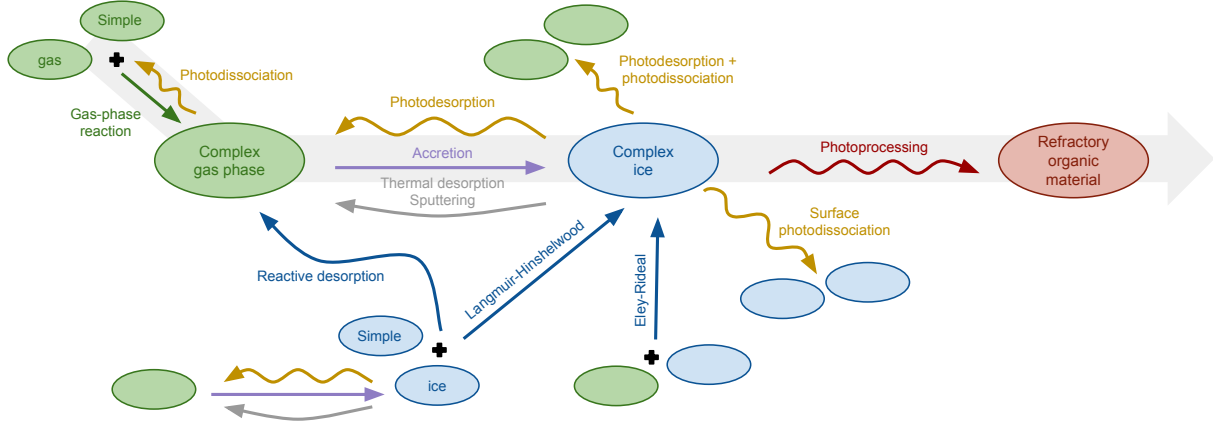 Simple
gas
Photodissociation
Gas-phase
reaction
Complex
gas phase
Photodesorption
Accretion
Thermal desorption
Sputtering
Photodesorption +
photodissociation
Complex
ice
Photoprocessing
Refractory
organic
material
Surface
photodissociation
Reactive desorption
Langmuir-Hinshelwood
Eley-Rideal
Simple
ice